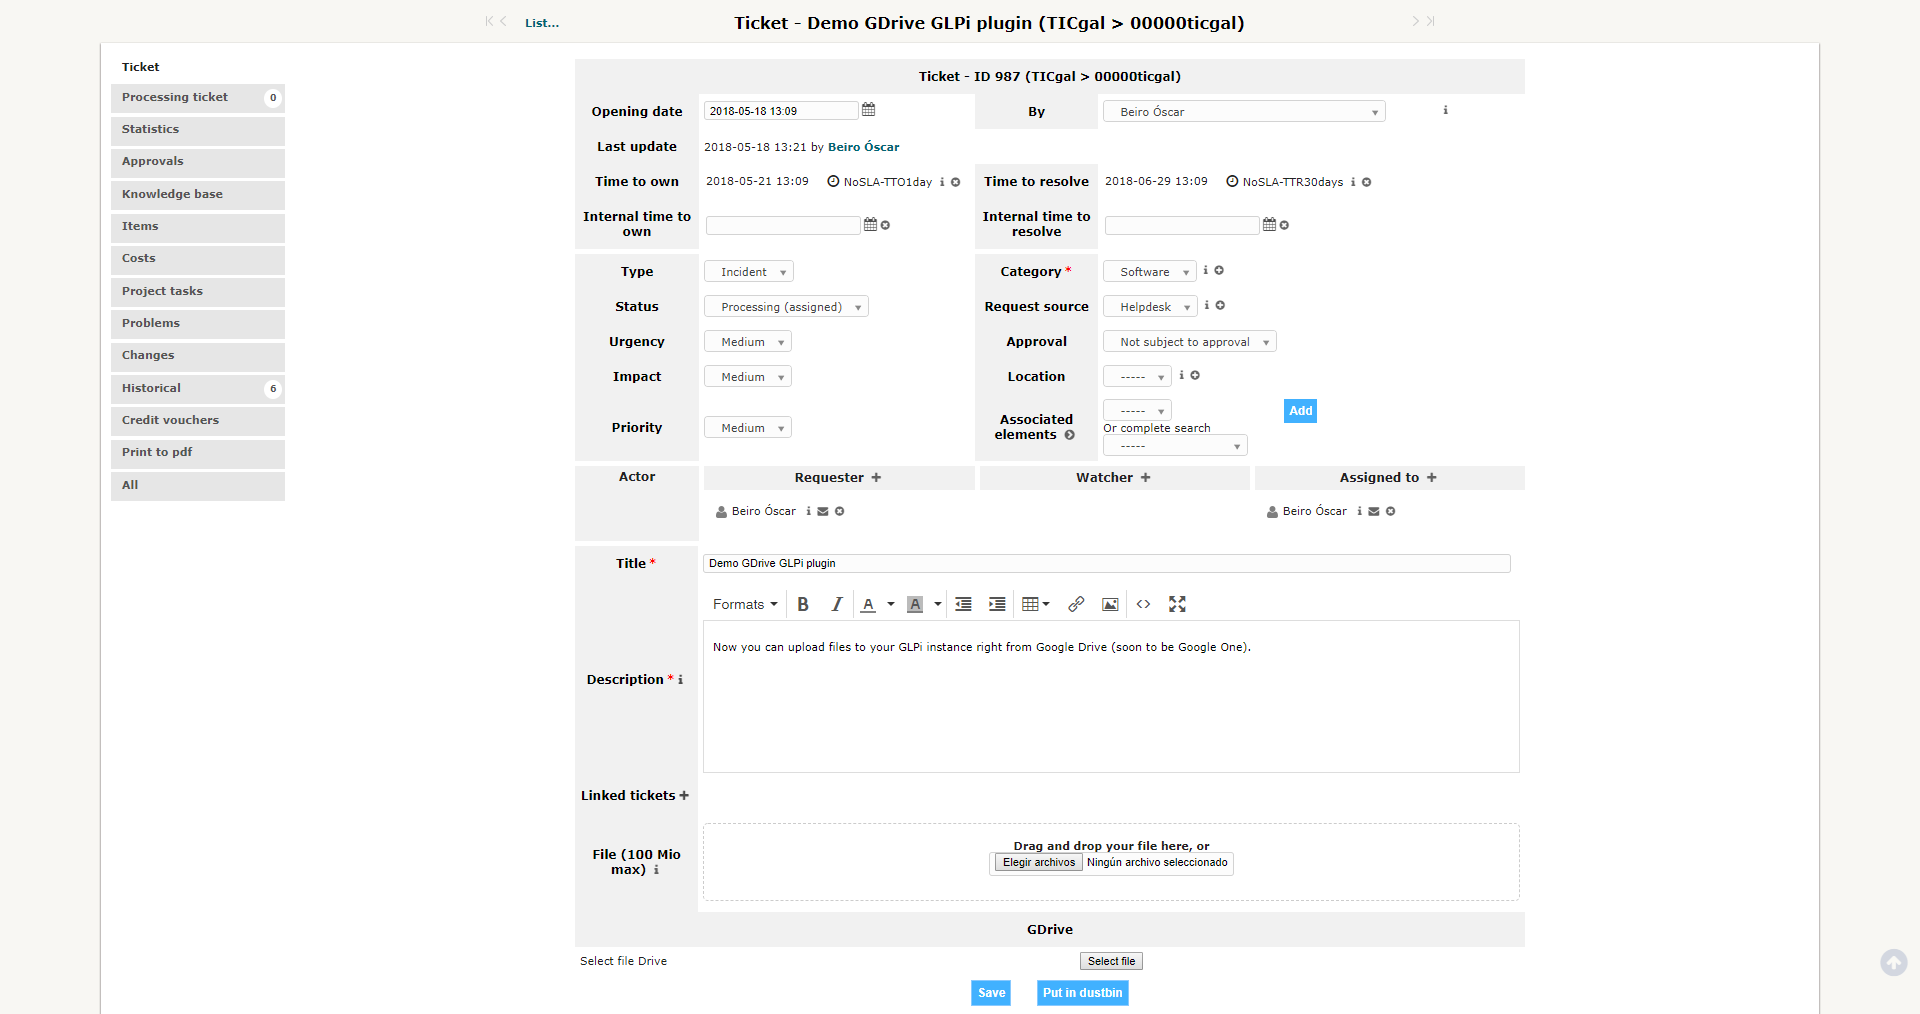 List...
Ticket - Demo GDrive GLPi plugin (TICgal > 00000ticgal)
Ticket
Processing ticket 0
Statistics
Approvals
Knowledge base
Items
Costs
Project tasks
Problems
Changes
Historical 6
Credit vouchers
Print to pdf
All
Ticket - ID 987 (TICgal > 00000ticgal)
Opening date 2018-05-18 13:09 By Beiro Óscar
Last update 2018-05-18 13:21 by Beiro Óscar
Time to own 2018-05-21 13:09 NoSLA-TTO1day Time to resolve 2018-06-29 13:09 NoSLA-TTR30days
Internal time to own Internal time to resolve
Type Incident Category * Software
Status Processing (assigned) Request source Helpdesk
Urgency Medium Approval Not subject to approval
Impact Medium Location -----
Priority Medium Associated elements ----- Add
Or complete search
-----
Actor Requester Watcher Assigned to
Beiro Óscar Beiro Óscar
Title * Demo GDrive GLPi plugin
Formats B I A A
Description * Now you can upload files to your GLPi instance right from Google Drive (soon to be Google One).
Linked tickets
File (100 Mio max)
Drag and drop your file here, or
Elegir archivos Ningún archivo seleccionado
GDrive
Select file Drive Select file
Save Put in dustbin